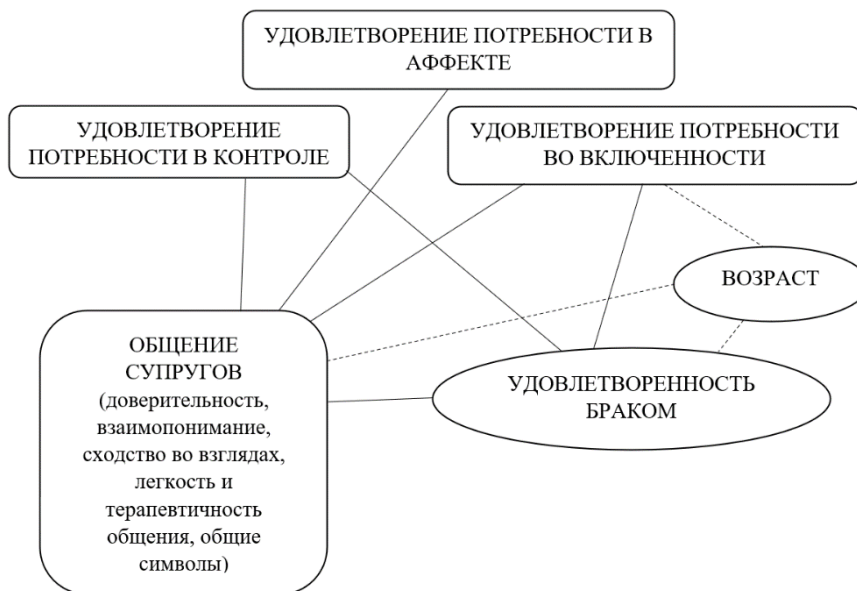 УДОВЛЕТВОРЕНИЕ ПОТРЕБНОСТИ В
АФФЕКТЕ
УДОВЛЕТВОРЕНИЕ
ПОТРЕБНОСТИ В КОНТРОЛЕ
УДОВЛЕТВОРЕНИЕ ПОТРЕБНОСТИ
ВО ВКЛЮЧЕННОСТИ
ВОЗРАСТ
ОБЩЕНИЕ
СУПРУГОВ
(доверительность,
взаимопонимание,
сходство во взглядах,
легкость и
терапевтичность
общения, общие
символы)
УДОВЛЕТВОРЕННОСТЬ
БРАКОМ